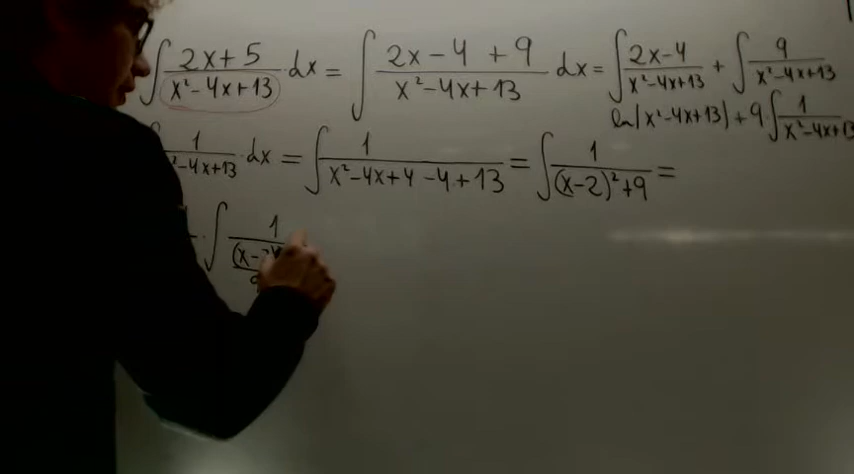 ∫ 2x+5 / x²-4x+13 · dx = ∫ 2x-4+9 / x²-4x+13 dx = ∫ 2x-4 / x²-4x+13 + ∫ 9 / x²-4x+13
ln|x²-4x+13| + 9 ∫ 1 / x²-4x+13
1 / ²-4x+13 · dx = ∫ 1 / x²-4x+4-4+13 = ∫ 1 / (x-2)²+9 =
· ∫ 1 / (x-